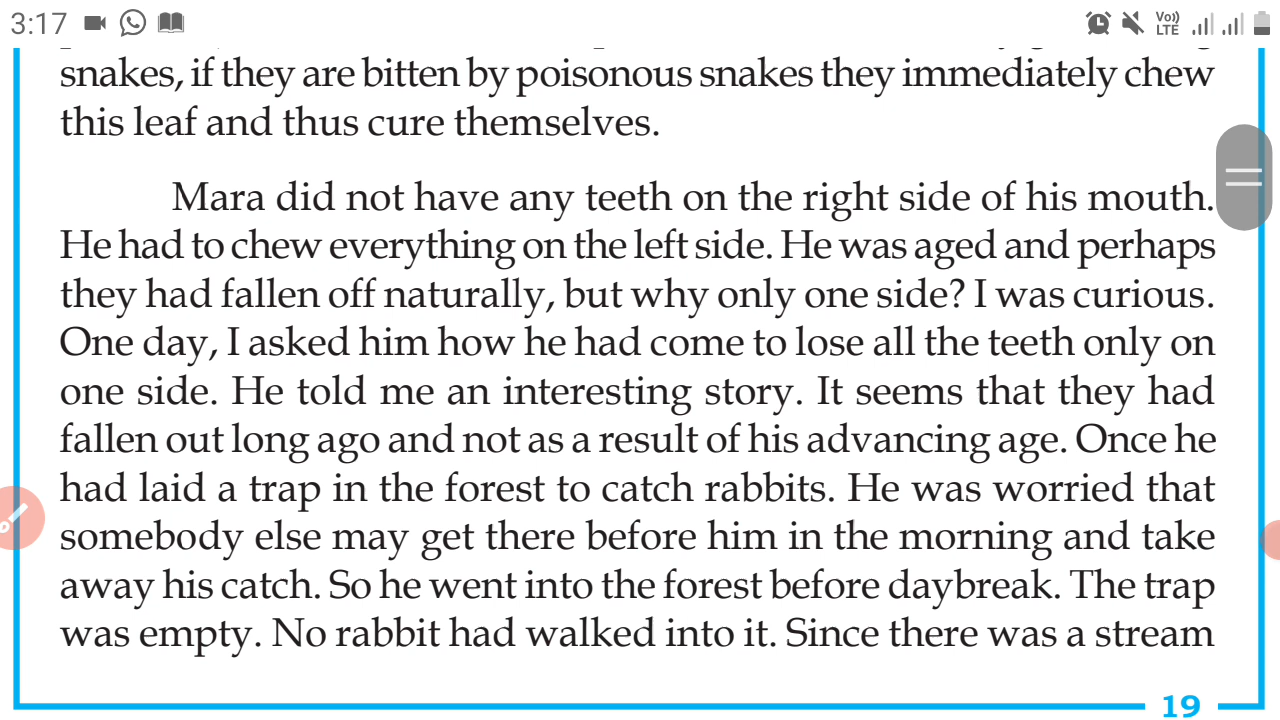 3:17 Vo)) LTE
snakes, if they are bitten by poisonous snakes they immediately chew
this leaf and thus cure themselves.
Mara did not have any teeth on the right side of his mouth.
He had to chew everything on the left side. He was aged and perhaps
they had fallen off naturally, but why only one side? I was curious.
One day, I asked him how he had come to lose all the teeth only on
one side. He told me an interesting story. It seems that they had
fallen out long ago and not as a result of his advancing age. Once he
had laid a trap in the forest to catch rabbits. He was worried that
somebody else may get there before him in the morning and take
away his catch. So he went into the forest before daybreak. The trap
was empty. No rabbit had walked into it. Since there was a stream
19